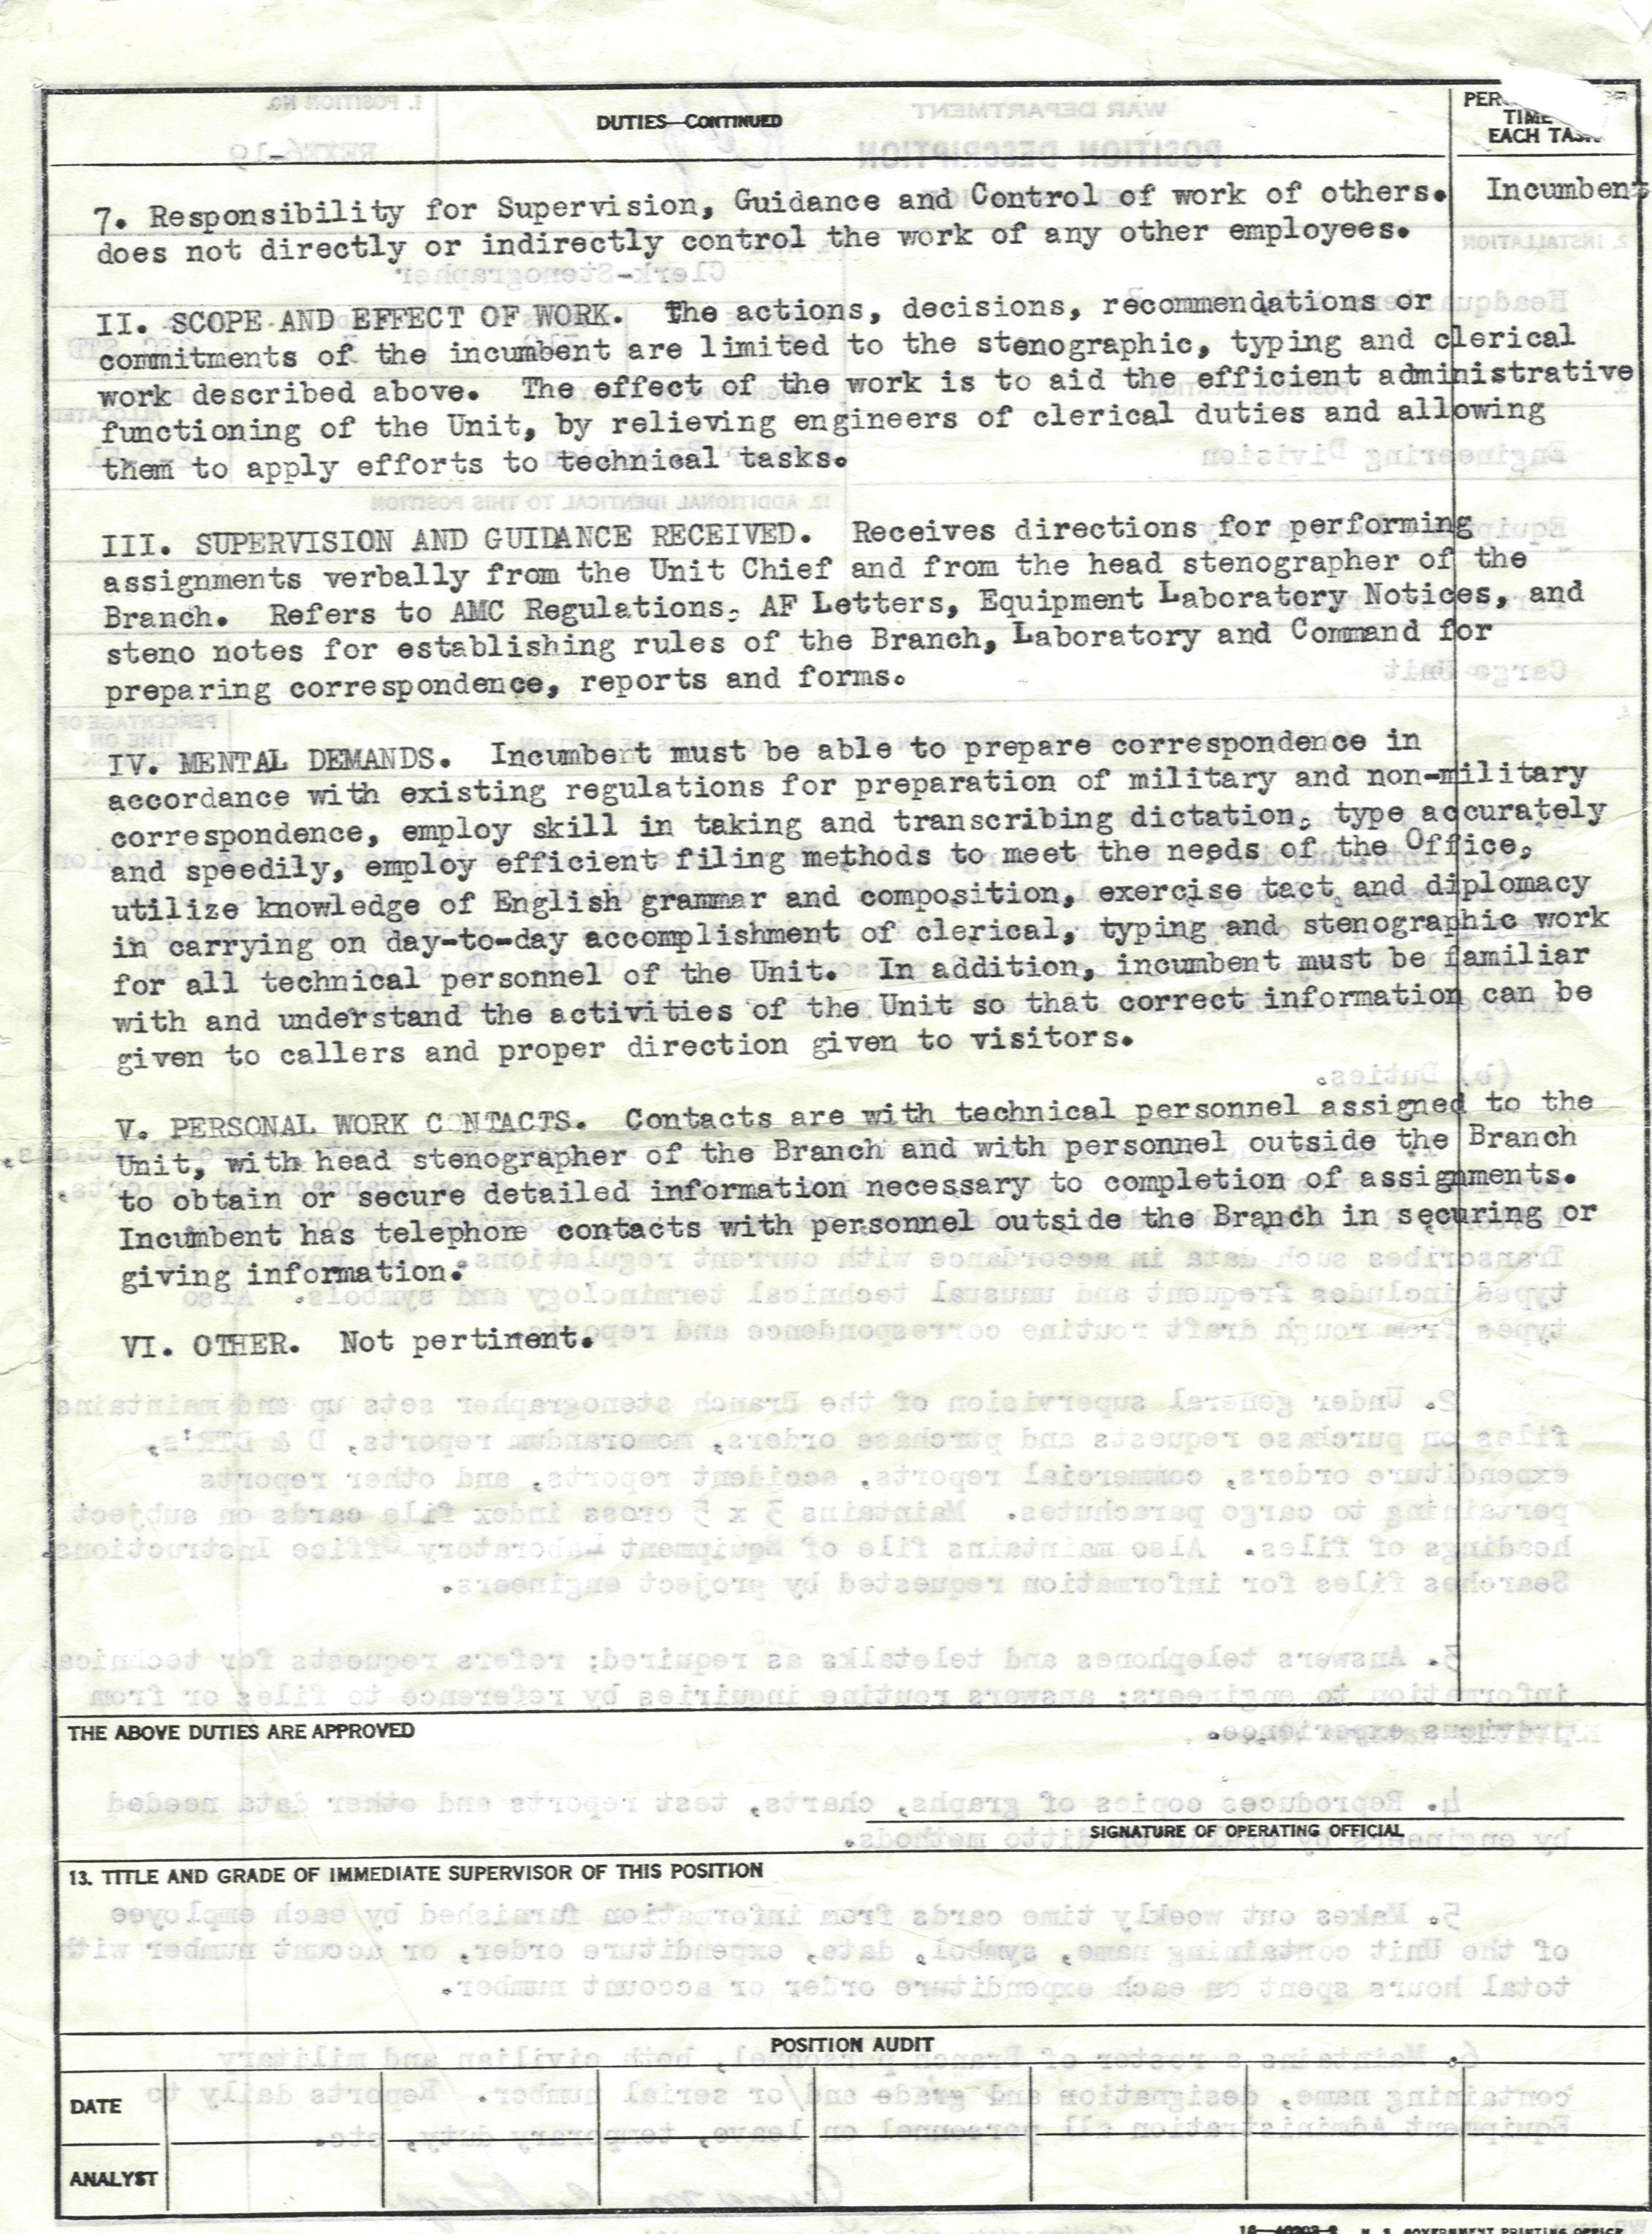 DUTIES—CONTINUED
PER
TIME
EACH TASK
7. Responsibility for Supervision, Guidance and Control of work of others. Incumbent
does not directly or indirectly control the work of any other employees.
II. SCOPE AND EFFECT OF WORK. The actions, decisions, recommendations or
commitments of the incumbent are limited to the stenographic, typing and clerical
work described above. The effect of the work is to aid the efficient administrative
functioning of the Unit, by relieving engineers of clerical duties and allowing
them to apply efforts to technical tasks.
III. SUPERVISION AND GUIDANCE RECEIVED. Receives directions for performing
assignments verbally from the Unit Chief and from the head stenographer of the
Branch. Refers to AMC Regulations, AF Letters, Equipment Laboratory Notices, and
steno notes for establishing rules of the Branch, Laboratory and Command for
preparing correspondence, reports and forms.
IV. MENTAL DEMANDS. Incumbent must be able to prepare correspondence in
accordance with existing regulations for preparation of military and non-military
correspondence, employ skill in taking and transcribing dictation, type accurately
and speedily, employ efficient filing methods to meet the needs of the Office,
utilize knowledge of English grammar and composition, exercise tact and diplomacy
in carrying on day-to-day accomplishment of clerical, typing and stenographic work
for all technical personnel of the Unit. In addition, incumbent must be familiar
with and understand the activities of the Unit so that correct information can be
given to callers and proper direction given to visitors.
V. PERSONAL WORK C NTACTS. Contacts are with technical personnel assigned to the
Unit, with head stenographer of the Branch and with personnel outside the Branch
to obtain or secure detailed information necessary to completion of assignments.
Incumbent has telephone contacts with personnel outside the Branch in securing or
giving information.
VI. OTHER. Not pertinent.
THE ABOVE DUTIES ARE APPROVED
SIGNATURE OF OPERATING OFFICIAL
13. TITLE AND GRADE OF IMMEDIATE SUPERVISOR OF THIS POSITION
POSITION AUDIT
DATE
ANALYST
16—40203-2 U. S. GOVERNMENT PRINTING OFFICE